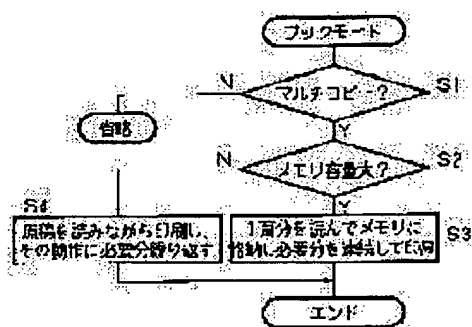 ブックモード
N
マルチコピー?
S1
Y
省略
N
メモリ容量大?
S2
Y
S4
原稿を読みながら印刷し、
その動作に必要分繰り返す
1頁分を読んでメモリに
格納し必要分を連続して印刷
S3
エンド